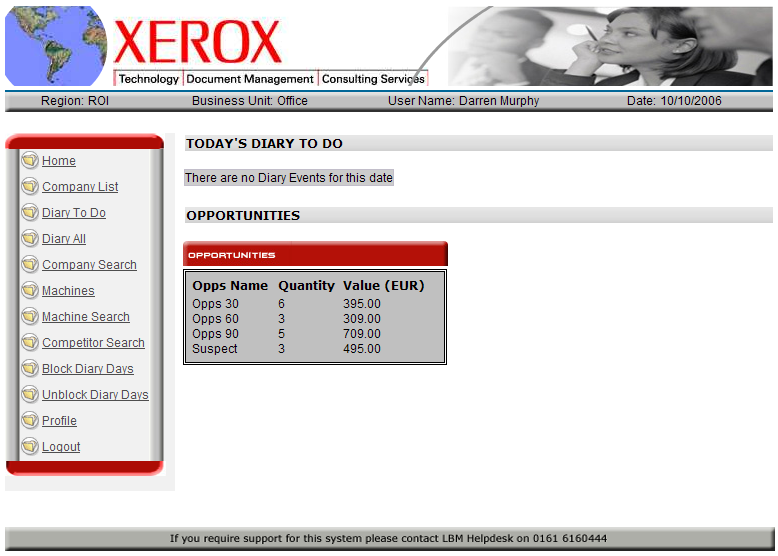 XEROX
Technology Document Management Consulting Services
Region: ROI Business Unit: Office User Name: Darren Murphy Date: 10/10/2006
Home
Company List
Diary To Do
Diary All
Company Search
Machines
Machine Search
Competitor Search
Block Diary Days
Unblock Diary Days
Profile
Logout
TODAY'S DIARY TO DO
There are no Diary Events for this date
OPPORTUNITIES
OPPORTUNITIES
Opps Name Quantity Value (EUR)
Opps 30 6 395.00
Opps 60 3 309.00
Opps 90 5 709.00
Suspect 3 495.00
If you require support for this system please contact LBM Helpdesk on 0161 6160444